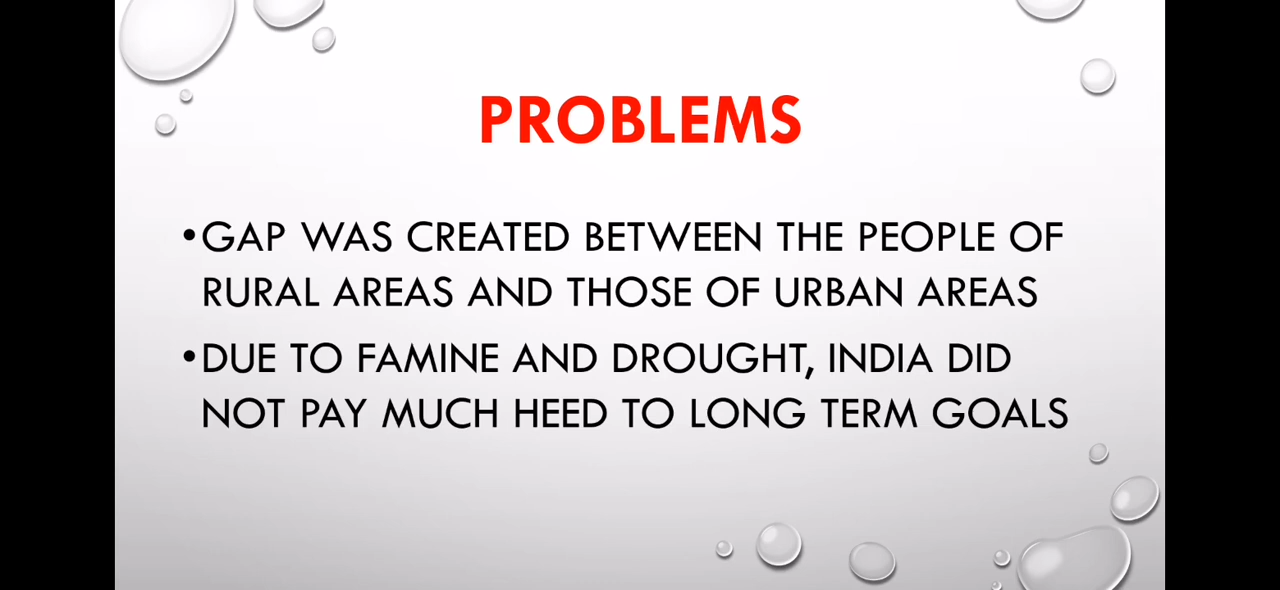 PROBLEMS
•GAP WAS CREATED BETWEEN THE PEOPLE OF
RURAL AREAS AND THOSE OF URBAN AREAS
•DUE TO FAMINE AND DROUGHT, INDIA DID
NOT PAY MUCH HEED TO LONG TERM GOALS